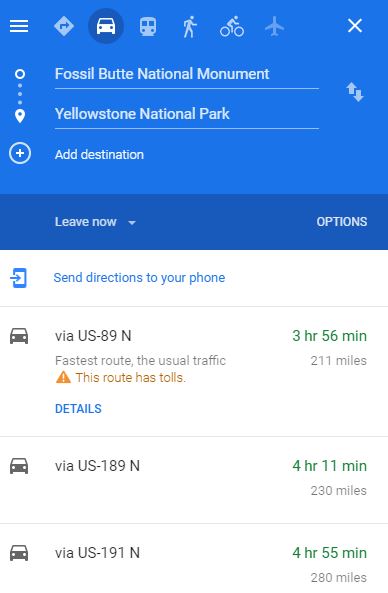 Fossil Butte National Monument
Yellowstone National Park
Add destination
Leave now OPTIONS
Send directions to your phone
via US-89 N 3 hr 56 min
Fastest route, the usual traffic 211 miles
This route has tolls.
DETAILS
via US-189 N 4 hr 11 min
230 miles
via US-191 N 4 hr 55 min
280 miles